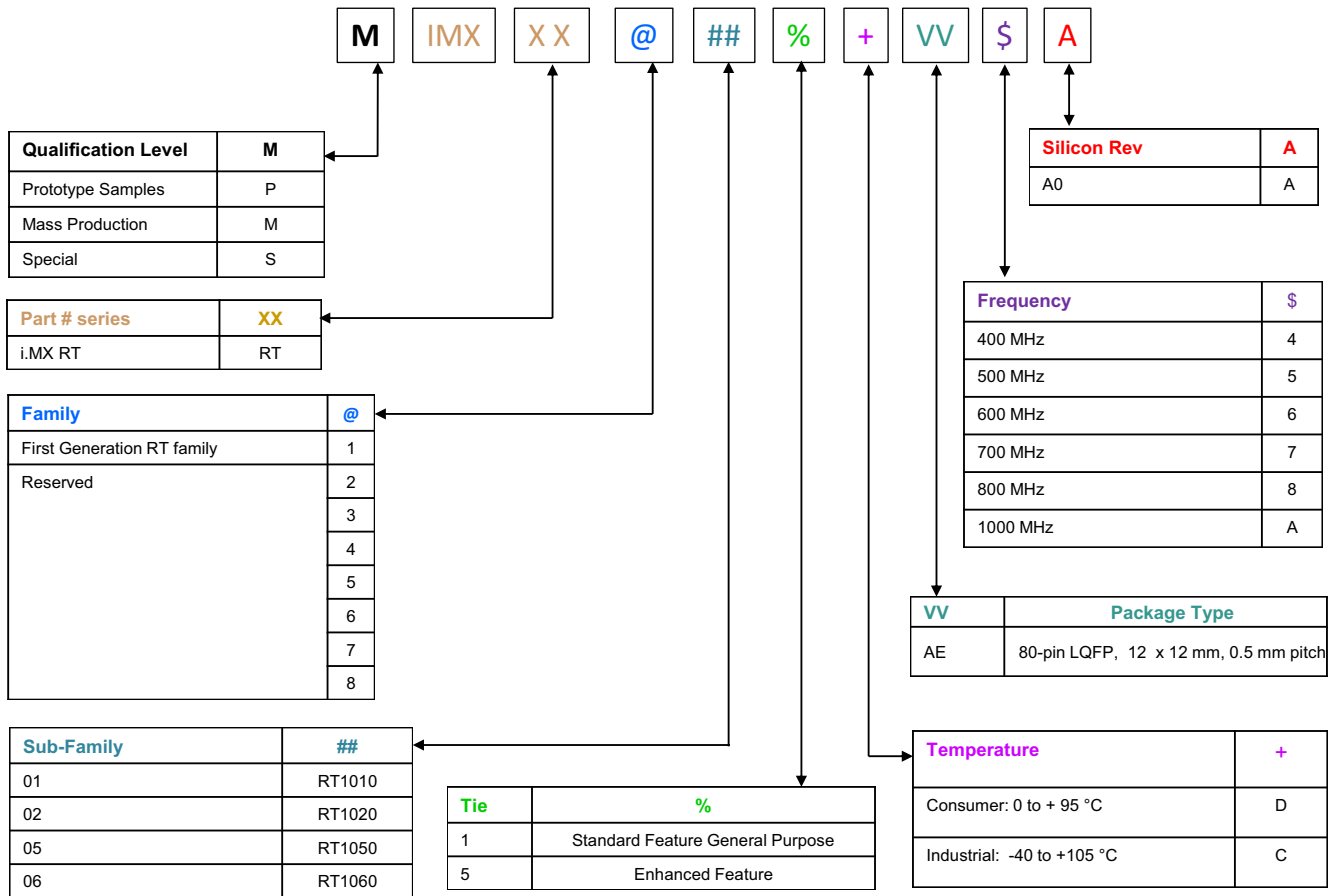 M IMX X X @ ## % + VV $ A
Qualification Level M
Prototype Samples P
Mass Production M
Special S
Silicon Rev A
A0 A
Part # series XX
i.MX RT RT
Frequency $
400 MHz 4
500 MHz 5
600 MHz 6
700 MHz 7
800 MHz 8
1000 MHz A
Family @
First Generation RT family 1
Reserved 2
3
4
5
6
7
8
VV Package Type
AE 80-pin LQFP, 12 x 12 mm, 0.5 mm pitch
Sub-Family ##
01 RT1010
02 RT1020
05 RT1050
06 RT1060
Tie %
1 Standard Feature General Purpose
5 Enhanced Feature
Temperature +
Consumer: 0 to + 95 °C D
Industrial: -40 to +105 °C C